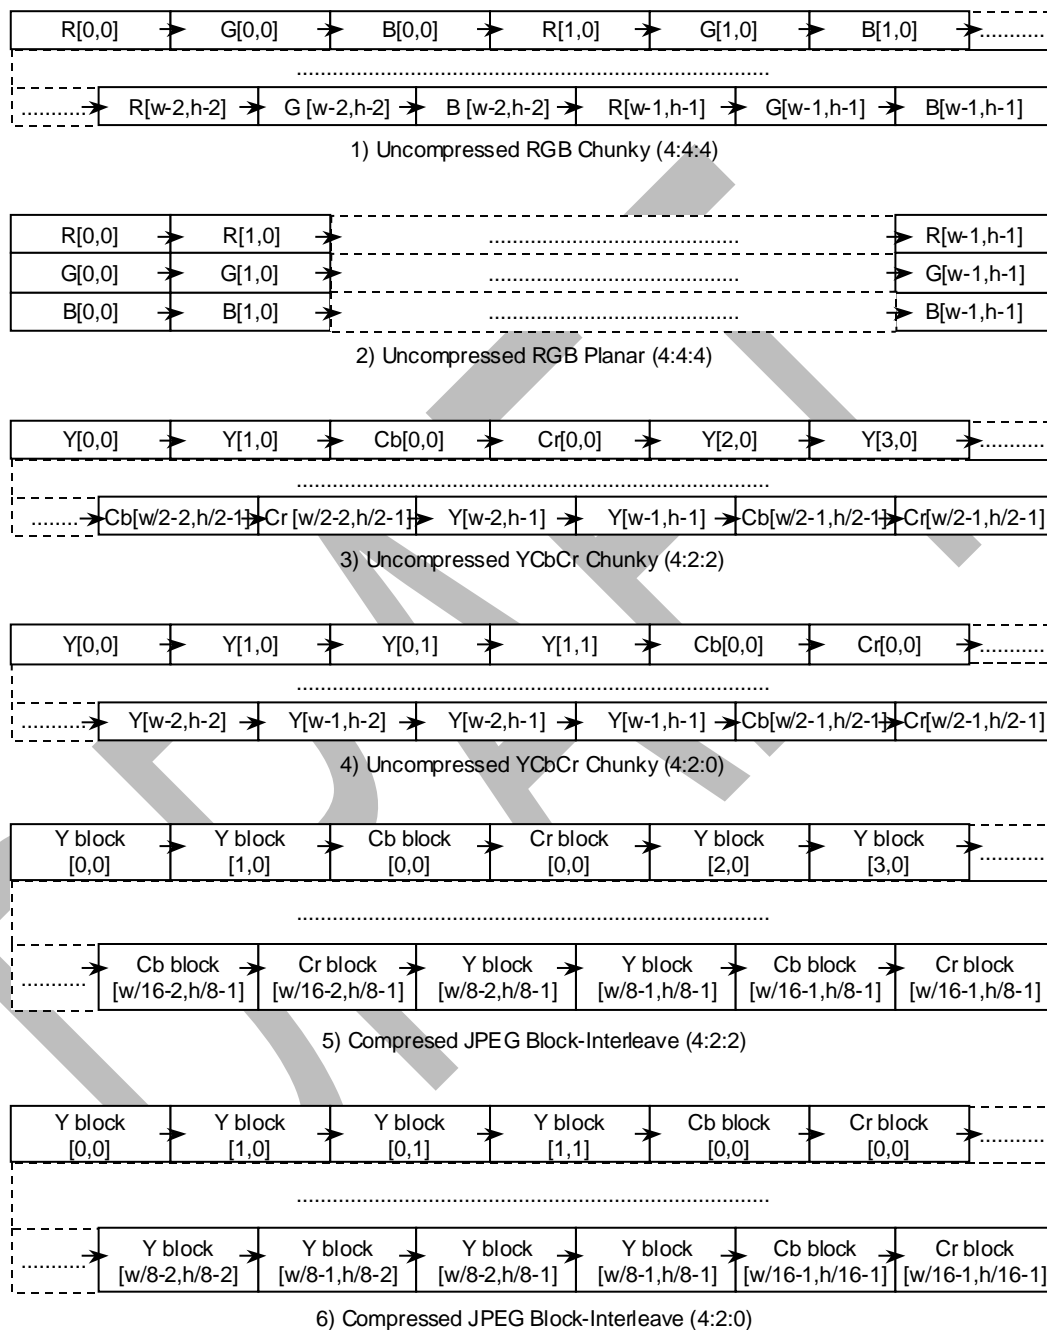 R[0,0] G[0,0] B[0,0] R[1,0] G[1,0] B[1,0] ...........
................................................................................
........... R[w-2,h-2] G [w-2,h-2] B [w-2,h-2] R[w-1,h-1] G[w-1,h-1] B[w-1,h-1]
1) Uncompressed RGB Chunky (4:4:4)
R[0,0] R[1,0] .......................................... R[w-1,h-1]
G[0,0] G[1,0] .......................................... G[w-1,h-1]
B[0,0] B[1,0] .......................................... B[w-1,h-1]
2) Uncompressed RGB Planar (4:4:4)
Y[0,0] Y[1,0] Cb[0,0] Cr[0,0] Y[2,0] Y[3,0] ...........
................................................................................
........ Cb[w/2-2,h/2-1] Cr [w/2-2,h/2-1] Y[w-2,h-1] Y[w-1,h-1] Cb[w/2-1,h/2-1] Cr[w/2-1,h/2-1]
3) Uncompressed YCbCr Chunky (4:2:2)
Y[0,0] Y[1,0] Y[0,1] Y[1,1] Cb[0,0] Cr[0,0] ...........
................................................................................
........... Y[w-2,h-2] Y[w-1,h-2] Y[w-2,h-1] Y[w-1,h-1] Cb[w/2-1,h/2-1] Cr[w/2-1,h/2-1]
4) Uncompressed YCbCr Chunky (4:2:0)
Y block Y block Cb block Cr block Y block Y block
[0,0] [1,0] [0,0] [0,0] [2,0] [3,0] ...........
................................................................................
........... Cb block Cr block Y block Y block Cb block Cr block
[w/16-2,h/8-1] [w/16-2,h/8-1] [w/8-2,h/8-1] [w/8-1,h/8-1] [w/16-1,h/8-1] [w/16-1,h/8-1]
5) Compresed JPEG Block-Interleave (4:2:2)
Y block Y block Y block Y block Cb block Cr block
[0,0] [1,0] [0,1] [1,1] [0,0] [0,0] ...........
................................................................................
........... Y block Y block Y block Y block Cb block Cr block
[w/8-2,h/8-2] [w/8-1,h/8-2] [w/8-2,h/8-1] [w/8-1,h/8-1] [w/16-1,h/16-1] [w/16-1,h/16-1]
6) Compressed JPEG Block-Interleave (4:2:0)